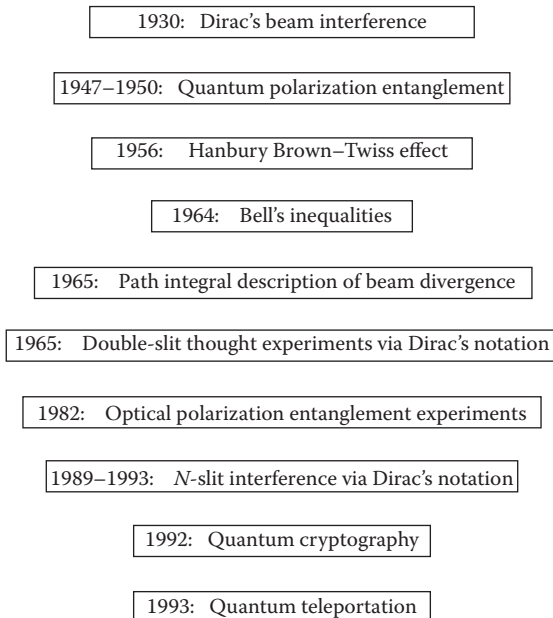 1930: Dirac's beam interference
1947–1950: Quantum polarization entanglement
1956: Hanbury Brown–Twiss effect
1964: Bell's inequalities
1965: Path integral description of beam divergence
1965: Double-slit thought experiments via Dirac's notation
1982: Optical polarization entanglement experiments
1989–1993: N-slit interference via Dirac's notation
1992: Quantum cryptography
1993: Quantum teleportation